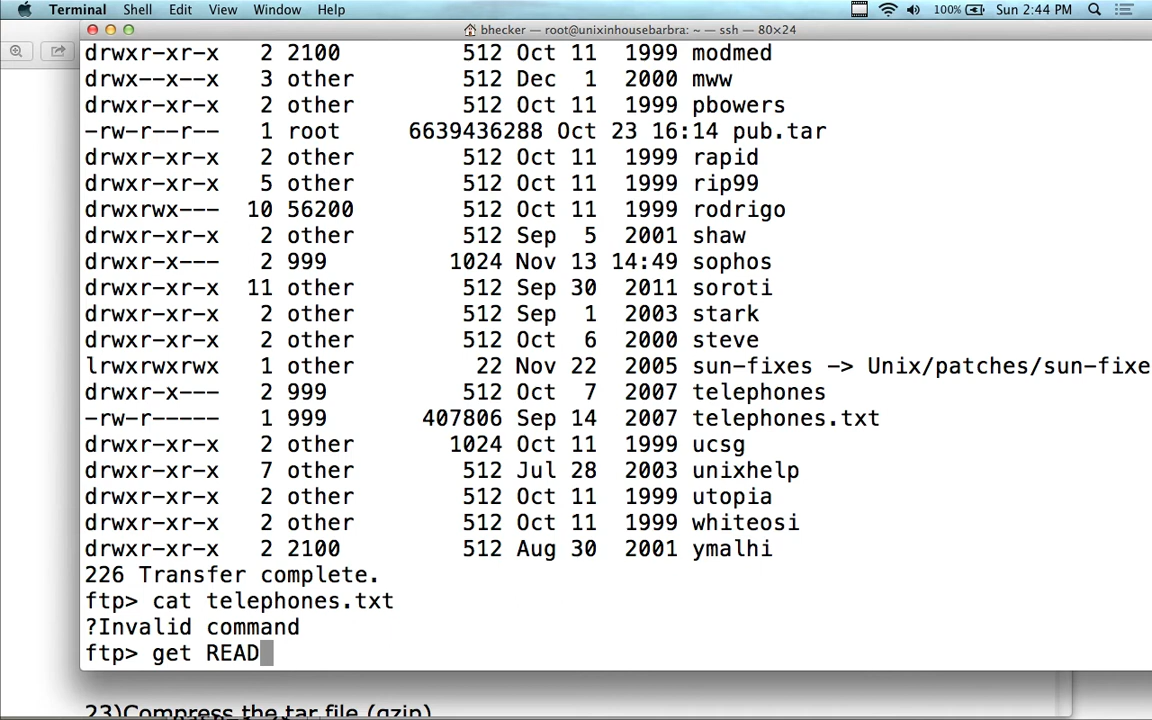 Terminal Shell Edit View Window Help 100% Sun 2:44 PM
bhecker — root@unixinhousebarbra: ~ — ssh — 80×24
drwxr-xr-x 2 2100 512 Oct 11 1999 modmed
drwx--x--x 3 other 512 Dec 1 2000 mww
drwxr-xr-x 2 other 512 Oct 11 1999 pbowers
-rw-r--r-- 1 root 6639436288 Oct 23 16:14 pub.tar
drwxr-xr-x 2 other 512 Oct 11 1999 rapid
drwxr-xr-x 5 other 512 Oct 11 1999 rip99
drwxrwx--- 10 56200 512 Oct 11 1999 rodrigo
drwxr-xr-x 2 other 512 Sep 5 2001 shaw
drwxr-x--- 2 999 1024 Nov 13 14:49 sophos
drwxr-xr-x 11 other 512 Sep 30 2011 soroti
drwxr-xr-x 2 other 512 Sep 1 2003 stark
drwxr-xr-x 2 other 512 Oct 6 2000 steve
lrwxrwxrwx 1 other 22 Nov 22 2005 sun-fixes -> Unix/patches/sun-fixe
drwxr-x--- 2 999 512 Oct 7 2007 telephones
-rw-r----- 1 999 407806 Sep 14 2007 telephones.txt
drwxr-xr-x 2 other 1024 Oct 11 1999 ucsg
drwxr-xr-x 7 other 512 Jul 28 2003 unixhelp
drwxr-xr-x 2 other 512 Oct 11 1999 utopia
drwxr-xr-x 2 other 512 Oct 11 1999 whiteosi
drwxr-xr-x 2 2100 512 Aug 30 2001 ymalhi
226 Transfer complete.
ftp> cat telephones.txt
?Invalid command
ftp> get READ
23)Compress the tar file (gzip)